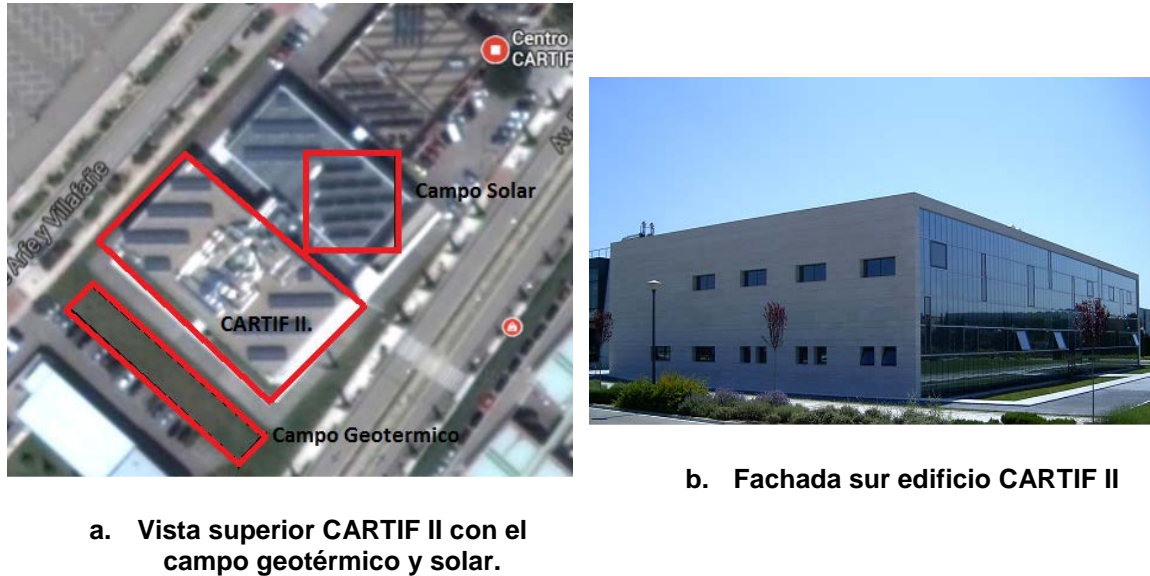 Centro
CARTIF
Av.
Campo Solar
Arfe y Villafañe
CARTIF II.
Campo Geotermico
b. Fachada sur edificio CARTIF II
a. Vista superior CARTIF II con el
campo geotérmico y solar.